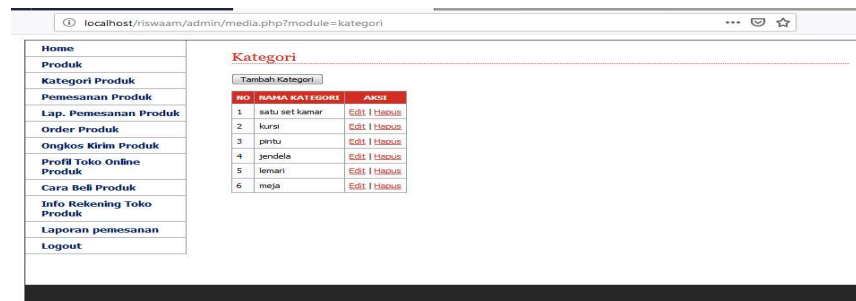 localhost/riswaam/admin/media.php?module=kategori
Home
Produk
Kategori Produk
Pemesanan Produk
Lap. Pemesanan Produk
Order Produk
Ongkos Kirim Produk
Profil Toko Online
Produk
Cara Beli Produk
Info Rekening Toko
Produk
Laporan pemesanan
Logout
Kategori
Tambah Kategori
NO NAMA KATEGORI AKSI
1 satu set kamar Edit | Hapus
2 kursi Edit | Hapus
3 pintu Edit | Hapus
4 jendela Edit | Hapus
5 lemari Edit | Hapus
6 meja Edit | Hapus